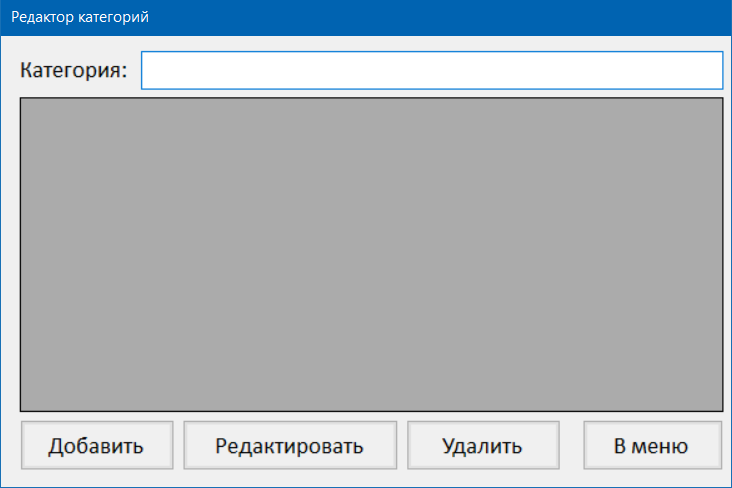 Редактор категорий
Категория:
Добавить Редактировать Удалить В меню